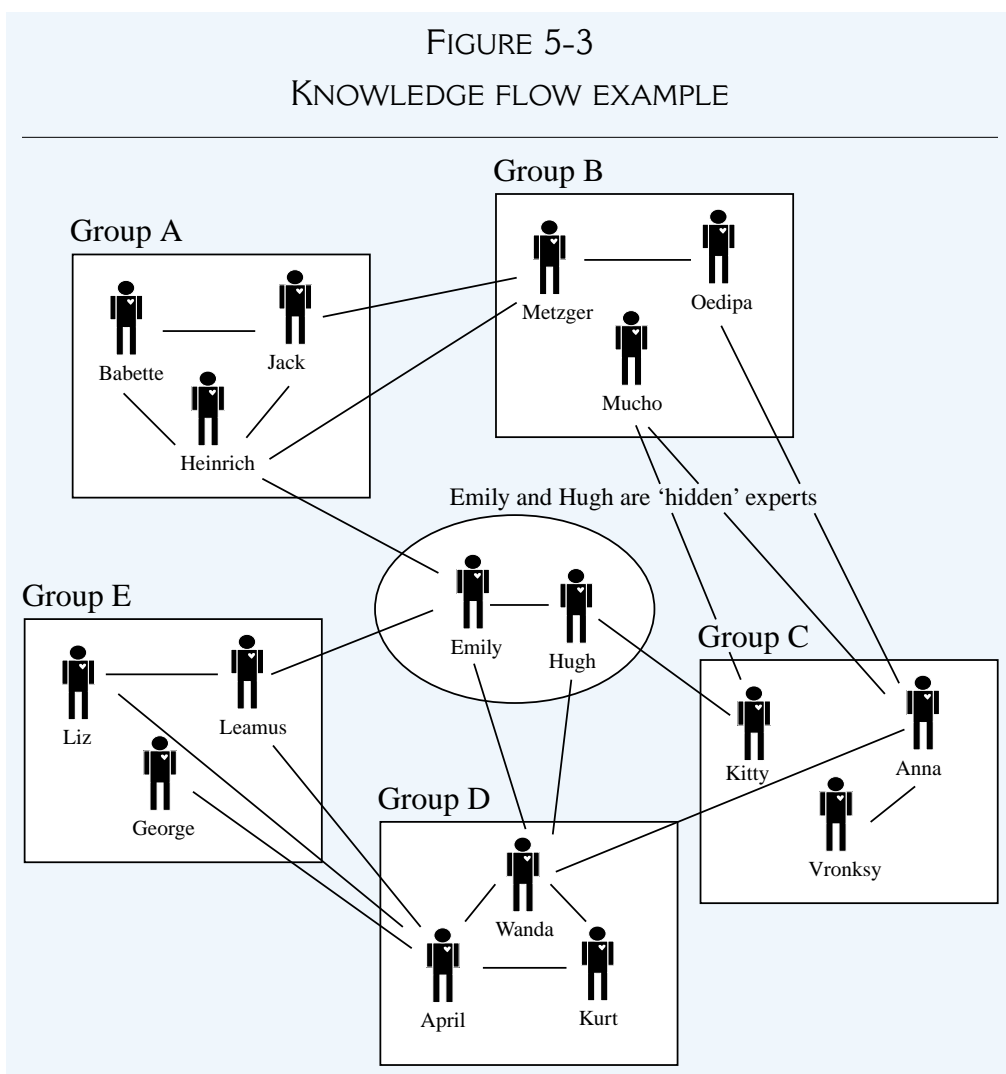 FIGURE 5-3
KNOWLEDGE FLOW EXAMPLE
Group B
Group A
Metzger
Oedipa
Babette
Jack
Mucho
Heinrich
Emily and Hugh are ‘hidden’ experts
Group E
Emily
Hugh
Group C
Liz
Leamus
Kitty
Anna
George
Group D
Vronksy
Wanda
April
Kurt